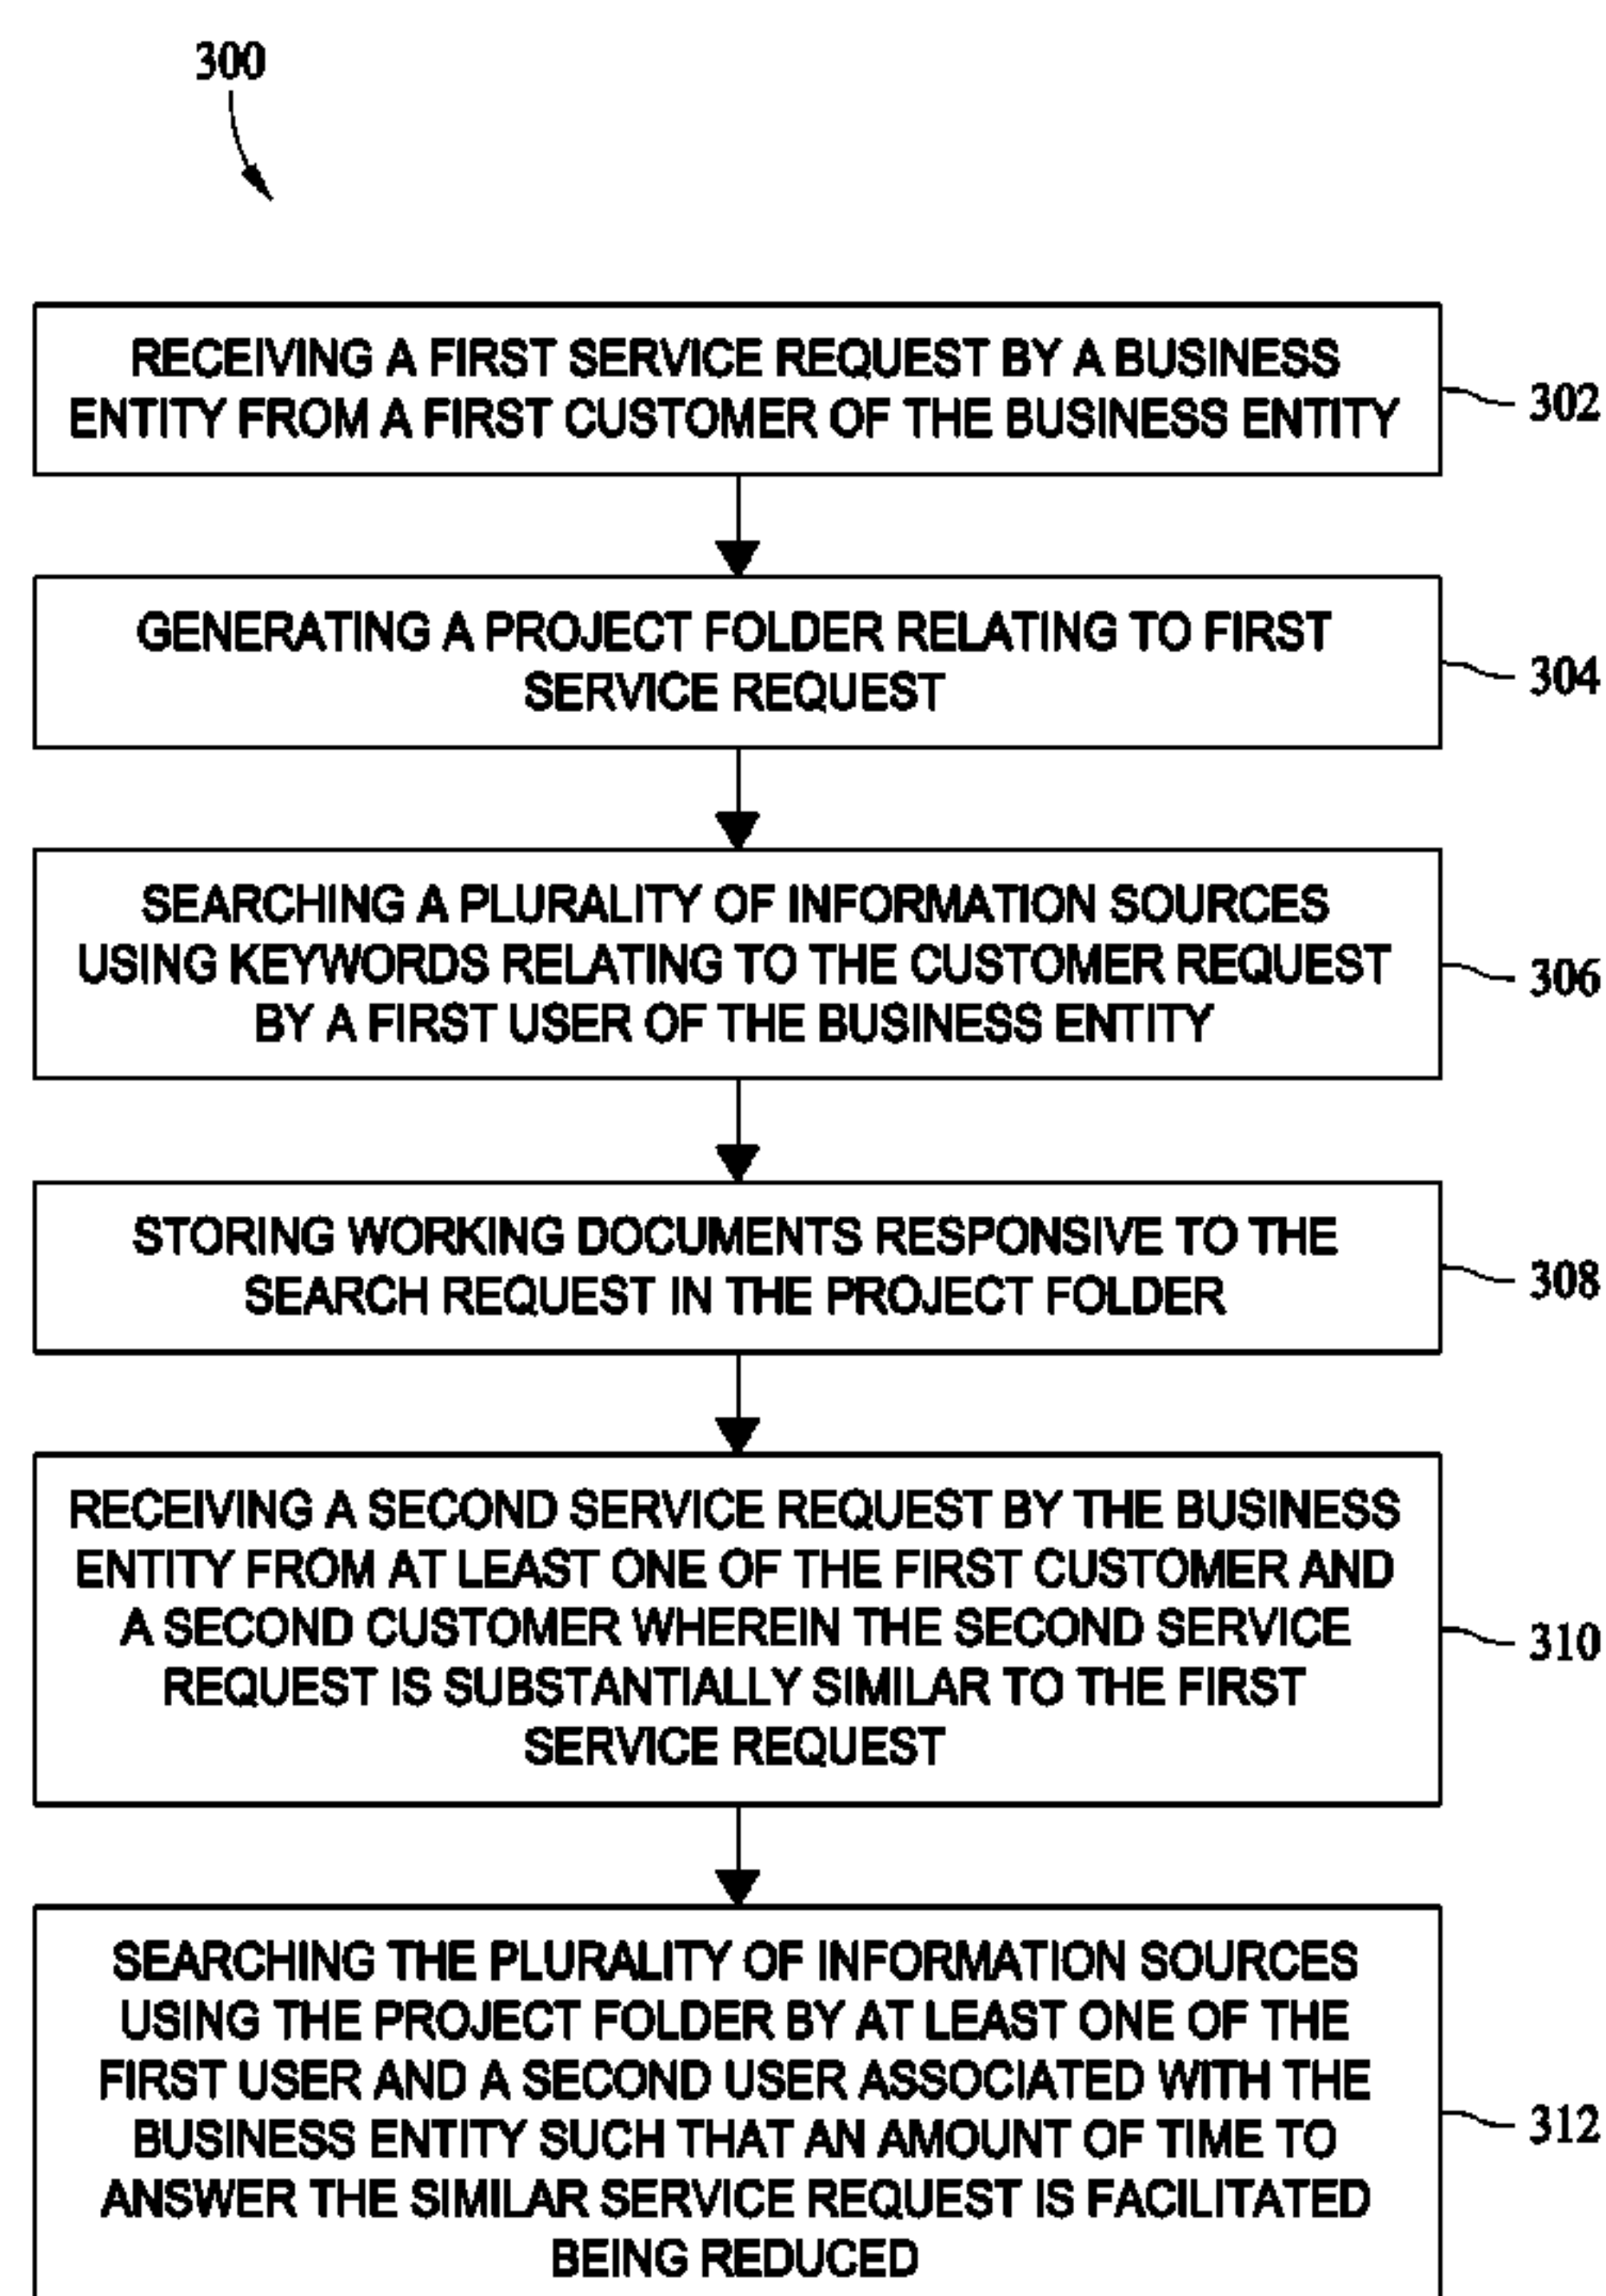 300
RECEIVING A FIRST SERVICE REQUEST BY A BUSINESS
ENTITY FROM A FIRST CUSTOMER OF THE BUSINESS ENTITY
302
GENERATING A PROJECT FOLDER RELATING TO FIRST
SERVICE REQUEST
304
SEARCHING A PLURALITY OF INFORMATION SOURCES
USING KEYWORDS RELATING TO THE CUSTOMER REQUEST
BY A FIRST USER OF THE BUSINESS ENTITY
306
STORING WORKING DOCUMENTS RESPONSIVE TO THE
SEARCH REQUEST IN THE PROJECT FOLDER
308
RECEIVING A SECOND SERVICE REQUEST BY THE BUSINESS
ENTITY FROM AT LEAST ONE OF THE FIRST CUSTOMER AND
A SECOND CUSTOMER WHEREIN THE SECOND SERVICE
REQUEST IS SUBSTANTIALLY SIMILAR TO THE FIRST
SERVICE REQUEST
310
SEARCHING THE PLURALITY OF INFORMATION SOURCES
USING THE PROJECT FOLDER BY AT LEAST ONE OF THE
FIRST USER AND A SECOND USER ASSOCIATED WITH THE
BUSINESS ENTITY SUCH THAT AN AMOUNT OF TIME TO
ANSWER THE SIMILAR SERVICE REQUEST IS FACILITATED
BEING REDUCED
312